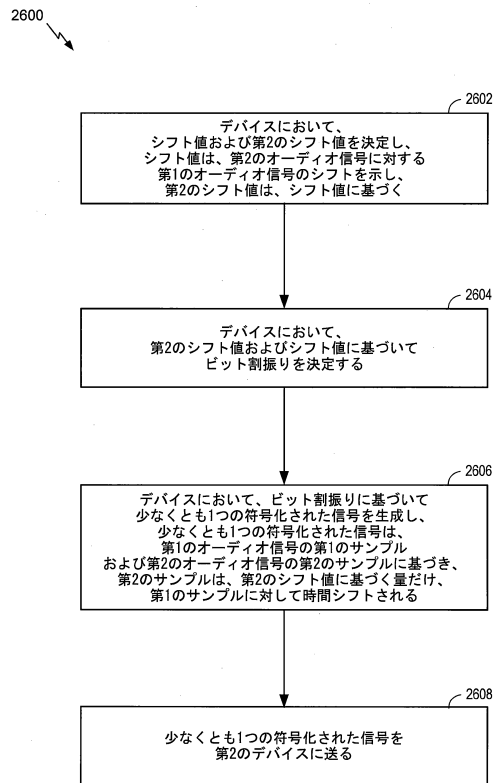 2600
2602
デバイスにおいて、
シフト値および第2のシフト値を決定し、
シフト値は、第2のオーディオ信号に対する
第1のオーディオ信号のシフトを示し、
第2のシフト値は、シフト値に基づく
2604
デバイスにおいて、
第2のシフト値およびシフト値に基づいて
ビット割振りを決定する
2606
デバイスにおいて、ビット割振りに基づいて
少なくとも1つの符号化された信号を生成し、
少なくとも1つの符号化された信号は、
第1のオーディオ信号の第1のサンプル
および第2のオーディオ信号の第2のサンプルに基づき、
第2のサンプルは、第2のシフト値に基づく量だけ、
第1のサンプルに対して時間シフトされる
2608
少なくとも1つの符号化された信号を
第2のデバイスに送る